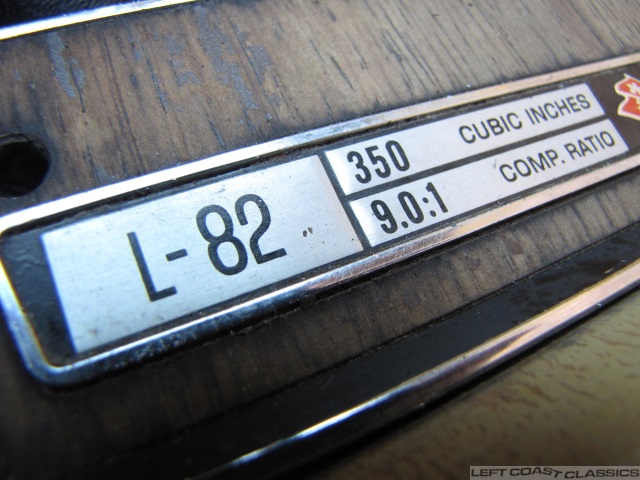 L-82
350 CUBIC INCHES
9.0:1 COMP. RATIO
LEFT COAST CLASSICS